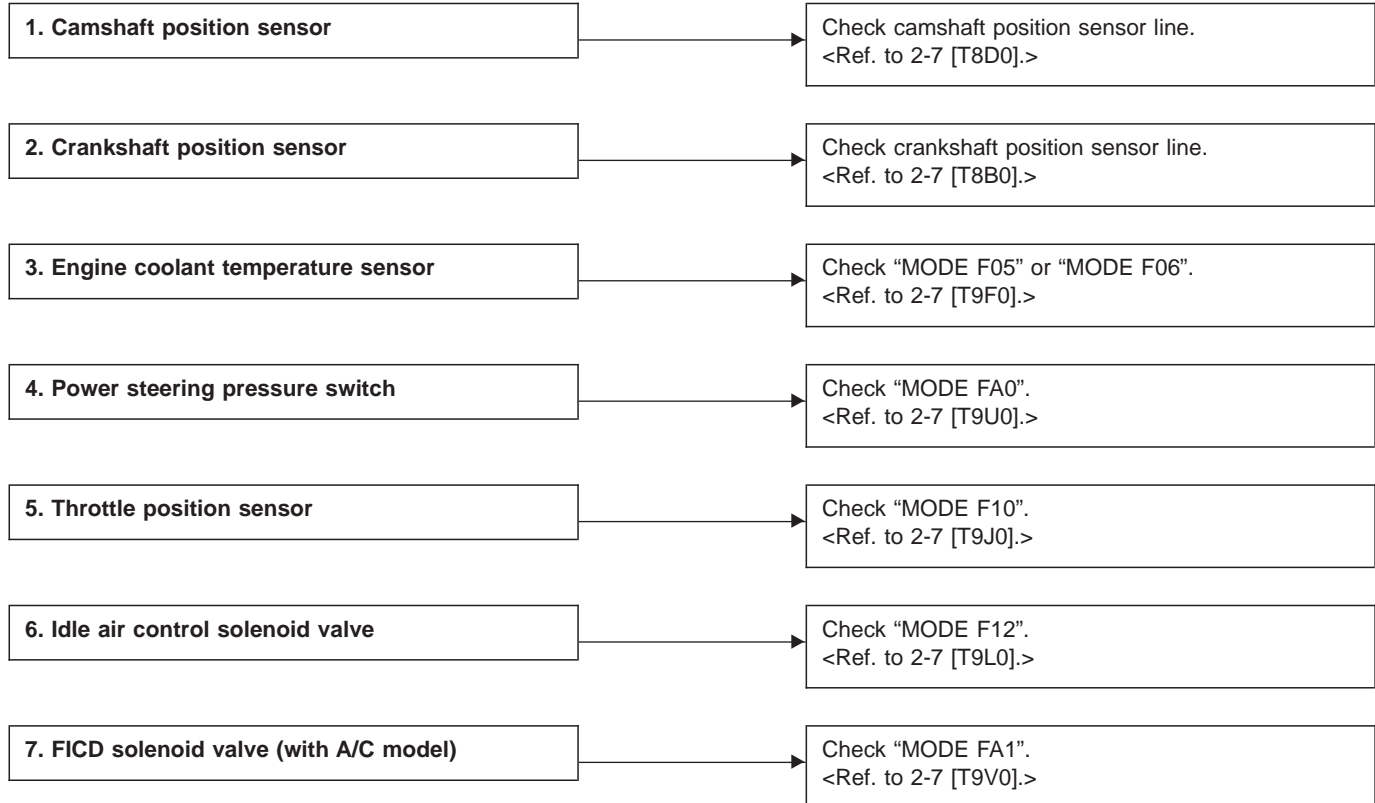 1. Camshaft position sensor
Check camshaft position sensor line.
<Ref. to 2-7 [T8D0].>
2. Crankshaft position sensor
Check crankshaft position sensor line.
<Ref. to 2-7 [T8B0].>
3. Engine coolant temperature sensor
Check “MODE F05” or “MODE F06”.
<Ref. to 2-7 [T9F0].>
4. Power steering pressure switch
Check “MODE FA0”.
<Ref. to 2-7 [T9U0].>
5. Throttle position sensor
Check “MODE F10”.
<Ref. to 2-7 [T9J0].>
6. Idle air control solenoid valve
Check “MODE F12”.
<Ref. to 2-7 [T9L0].>
7. FICD solenoid valve (with A/C model)
Check “MODE FA1”.
<Ref. to 2-7 [T9V0].>